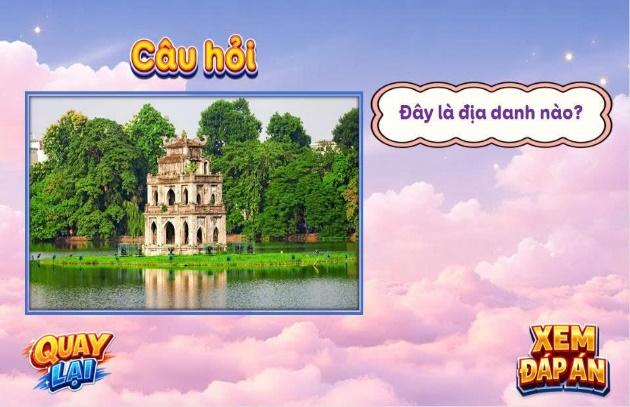 Câu hỏi
Đây là địa danh nào?
QUAY
LẠI
XEM
ĐÁP ÁN